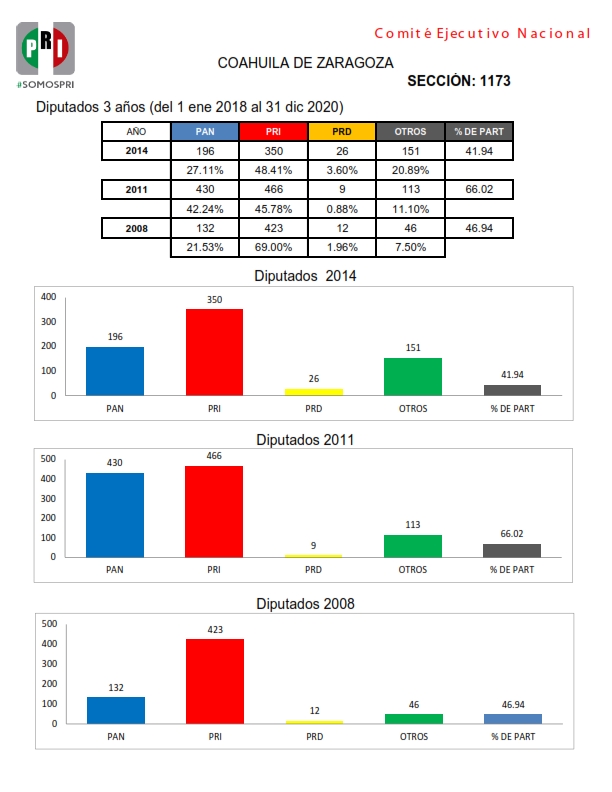 Comité Ejecutivo Nacional
PRI
#SOMOSPRI
COAHUILA DE ZARAGOZA
SECCIÓN: 1173
Diputados 3 años (del 1 ene 2018 al 31 dic 2020)
AÑO PAN PRI PRD OTROS % DE PART
2014 196 350 26 151 41.94
27.11% 48.41% 3.60% 20.89%
2011 430 466 9 113 66.02
42.24% 45.78% 0.88% 11.10%
2008 132 423 12 46 46.94
21.53% 69.00% 1.96% 7.50%
Diputados 2014
400
300
200
100
0
196 350 26 151 41.94
PAN PRI PRD OTROS % DE PART
Diputados 2011
500
400
300
200
100
0
430 466 9 113 66.02
PAN PRI PRD OTROS % DE PART
Diputados 2008
500
400
300
200
100
0
132 423 12 46 46.94
PAN PRI PRD OTROS % DE PART